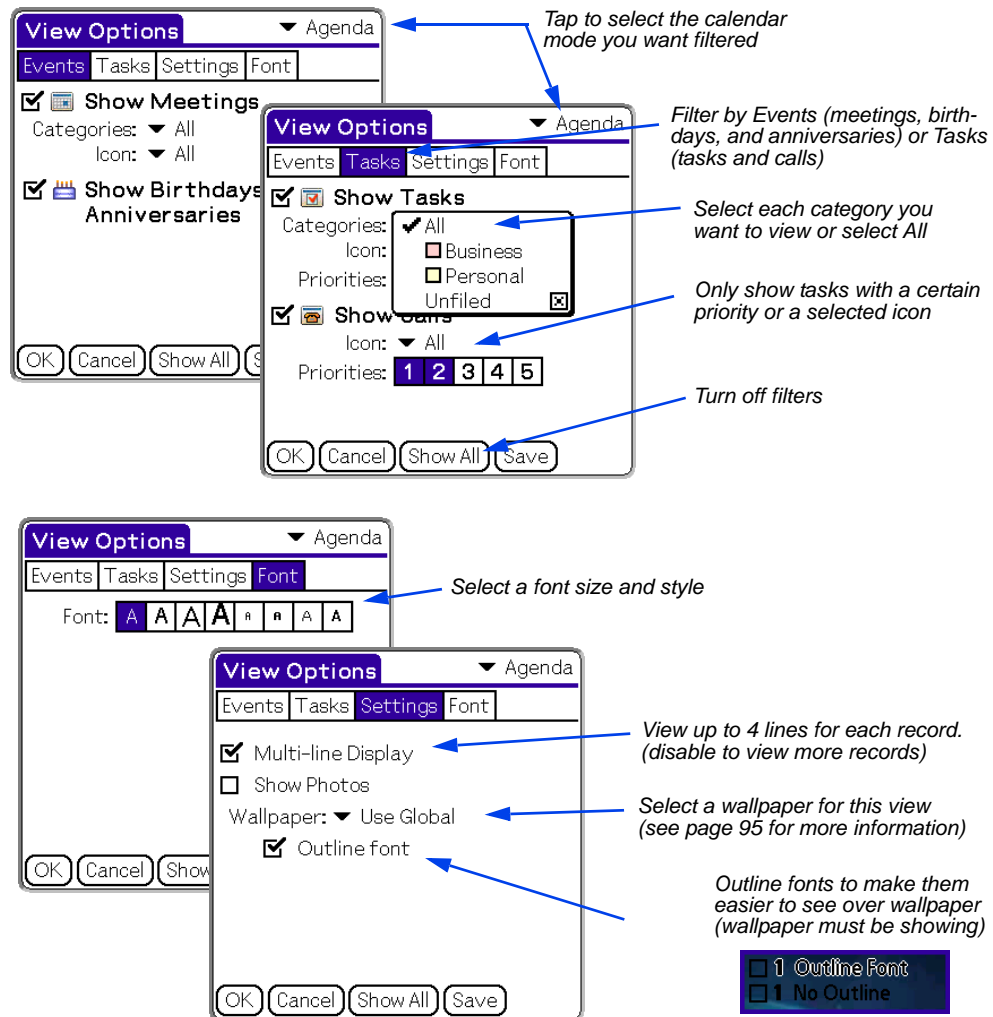 View Options Agenda
Events Tasks Settings Font
Show Meetings
Categories: All
Icon: All
Show Birthdays
Anniversaries
OK Cancel Show All
Tap to select the calendar
mode you want filtered
View Options Agenda
Events Tasks Settings Font
Show Tasks
Categories: All
Icon: Business
Priorities: Personal
Unfiled
Show Calls
Icon: All
Priorities: 1 2 3 4 5
OK Cancel Show All Save
Filter by Events (meetings, birth-
days, and anniversaries) or Tasks
(tasks and calls)
Select each category you
want to view or select All
Only show tasks with a certain
priority or a selected icon
Turn off filters
View Options Agenda
Events Tasks Settings Font
Font: A A A A A A A A
OK Cancel Show
Select a font size and style
View Options Agenda
Events Tasks Settings Font
Multi-line Display
Show Photos
Wallpaper: Use Global
Outline font
OK Cancel Show All Save
View up to 4 lines for each record.
(disable to view more records)
Select a wallpaper for this view
(see page 95 for more information)
Outline fonts to make them
easier to see over wallpaper
(wallpaper must be showing)
1 Outline Font
1 No Outline